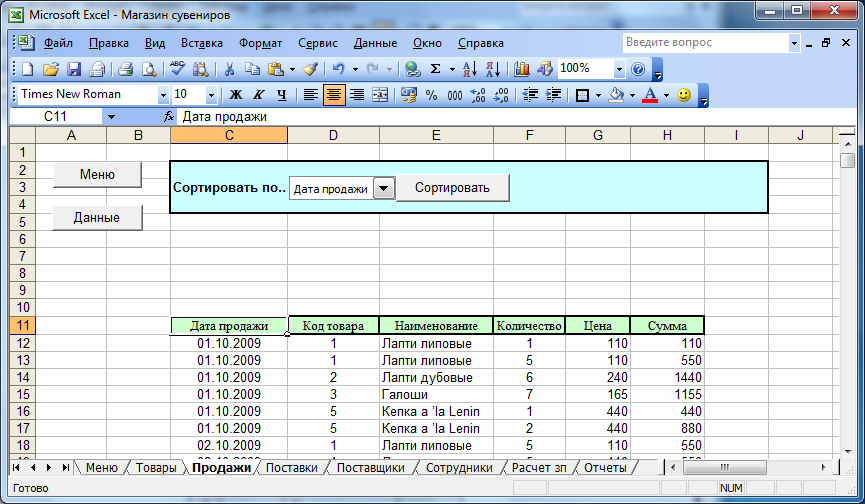 Microsoft Excel - Магазин сувениров
Файл Правка Вид Вставка Формат Сервис Данные Окно Справка Введите вопрос
100%
Times New Roman 10 Ж К Ч % 000
C11 fx Дата продажи
A B C D E F G H I J
1
2
Меню
3 Сортировать по.. Дата продажи Сортировать
4
Данные
5
6
7
8
9
10
11 Дата продажи Код товара Наименование Количество Цена Сумма
12 01.10.2009 1 Лапти липовые 1 110 110
13 01.10.2009 1 Лапти липовые 5 110 550
14 01.10.2009 2 Лапти дубовые 6 240 1440
15 01.10.2009 3 Галоши 7 165 1155
16 01.10.2009 5 Кепка а 'la Lenin 1 440 440
17 01.10.2009 5 Кепка а 'la Lenin 2 440 880
18 02.10.2009 1 Лапти липовые 5 110 550
Меню Товары Продажи Поставки Поставщики Сотрудники Расчет зп Отчеты
Готово NUM